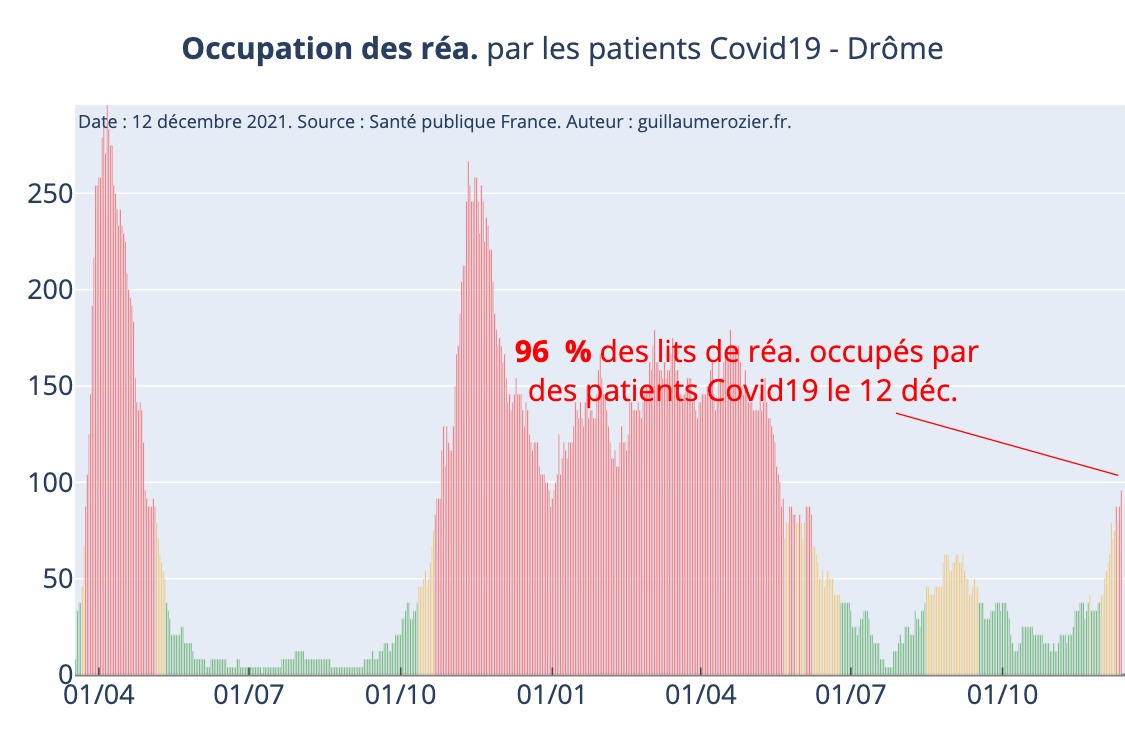 Occupation des réa. par les patients Covid19 - Drôme
Date : 12 décembre 2021. Source : Santé publique France. Auteur : guillaumerozier.fr.
250
200
96 % des lits de réa. occupés par
des patients Covid19 le 12 déc.
150
100
50
0
01/04 01/07 01/10 01/01 01/04 01/07 01/10